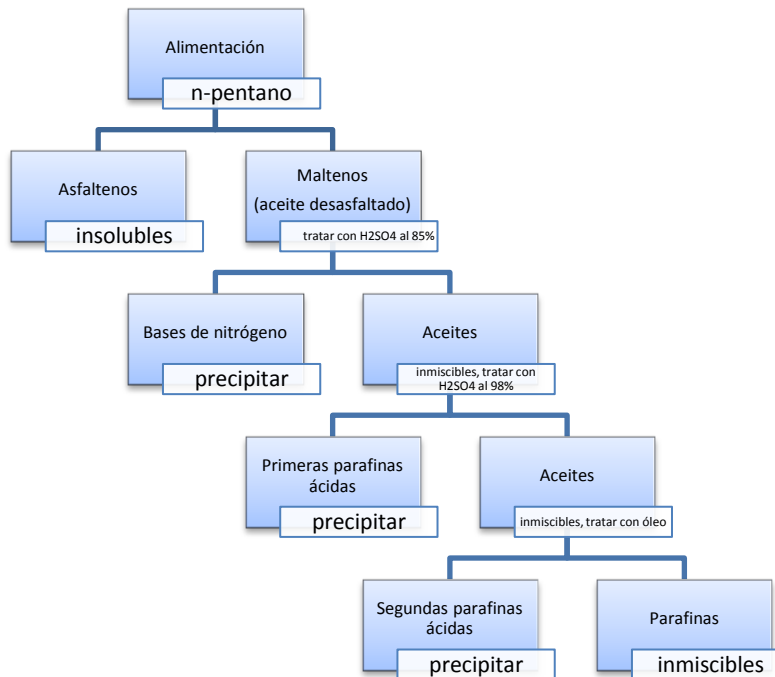 Alimentación
n-pentano
Asfaltenos
insolubles
Maltenos
(aceite desasfaltado)
tratar con H2SO4 al 85%
Bases de nitrógeno
precipitar
Aceites
inmiscibles, tratar con
H2SO4 al 98%
Primeras parafinas
ácidas
precipitar
Aceites
inmiscibles, tratar con óleo
Segundas parafinas
ácidas
precipitar
Parafinas
inmiscibles